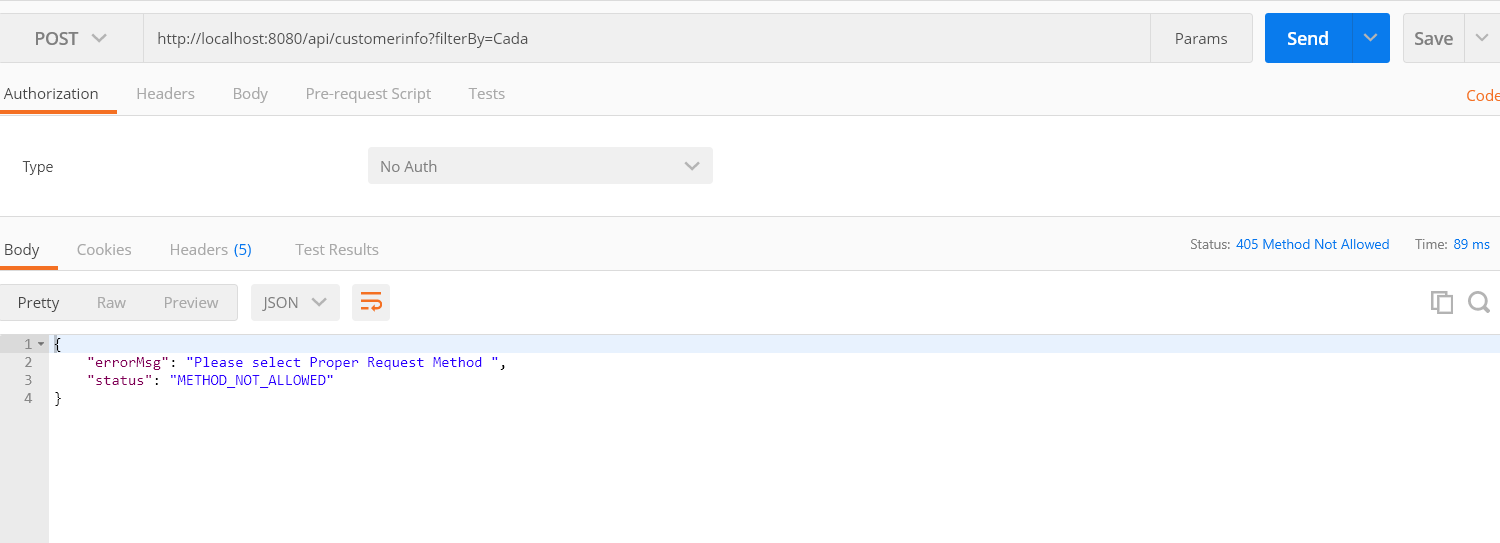 POST http://localhost:8080/api/customerinfo?filterBy=Cada Params Send Save
Authorization Headers Body Pre-request Script Tests Code
Type No Auth
Body Cookies Headers (5) Test Results Status: 405 Method Not Allowed Time: 89 ms
Pretty Raw Preview JSON
1 {
2 "errorMsg": "Please select Proper Request Method ",
3 "status": "METHOD_NOT_ALLOWED"
4 }